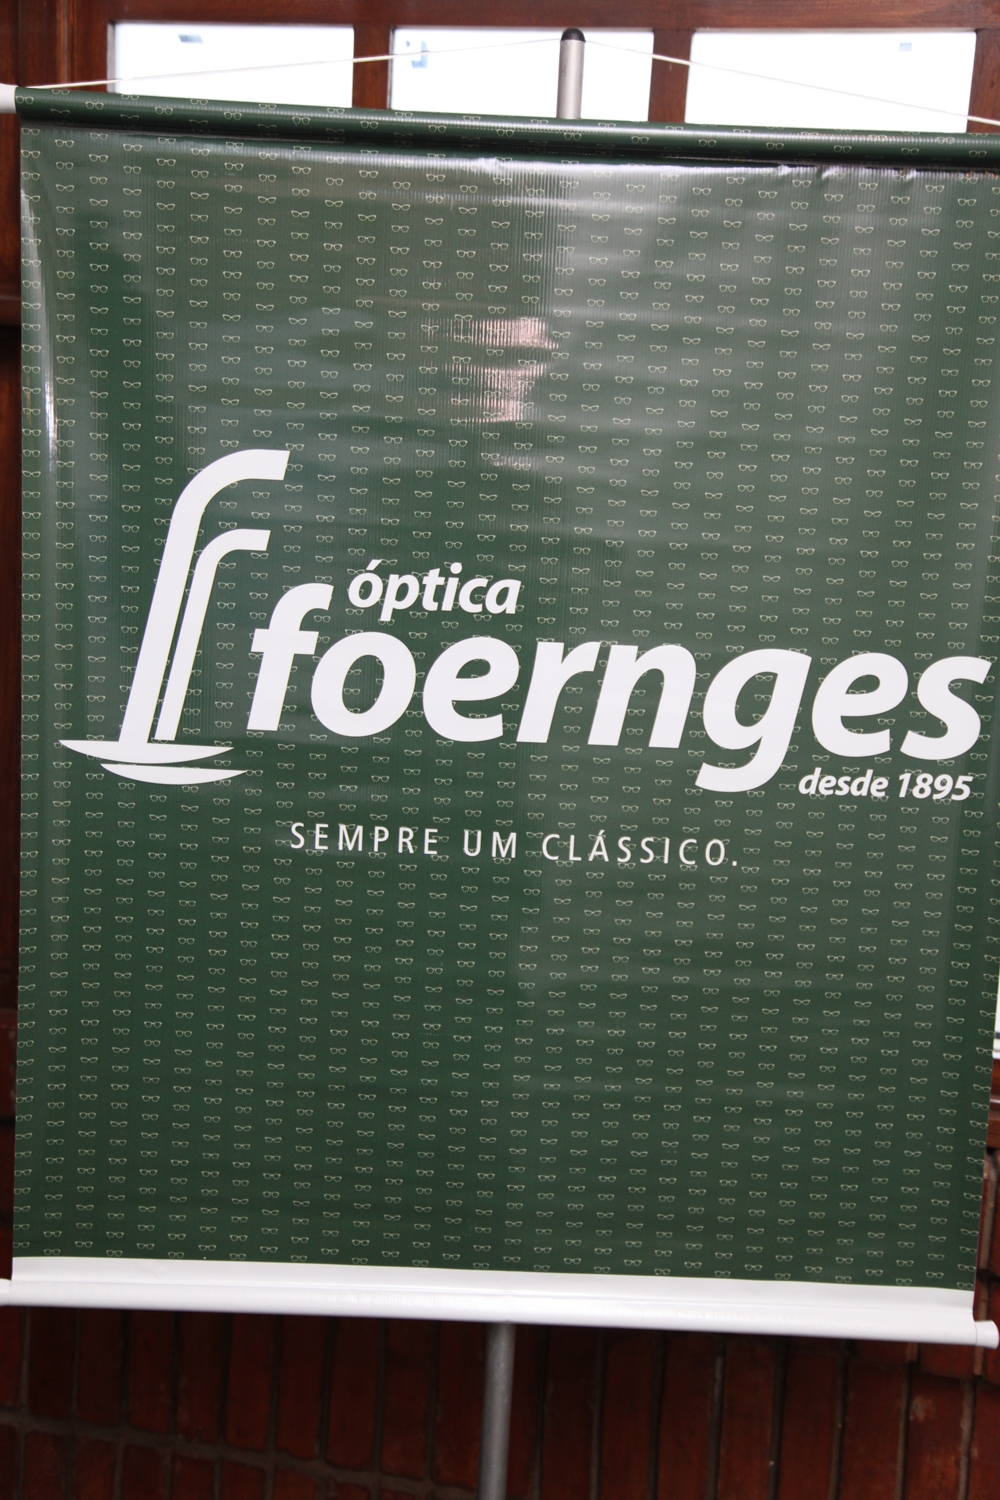 óptica
foernges
desde 1895
SEMPRE UM CLÁSSICO.